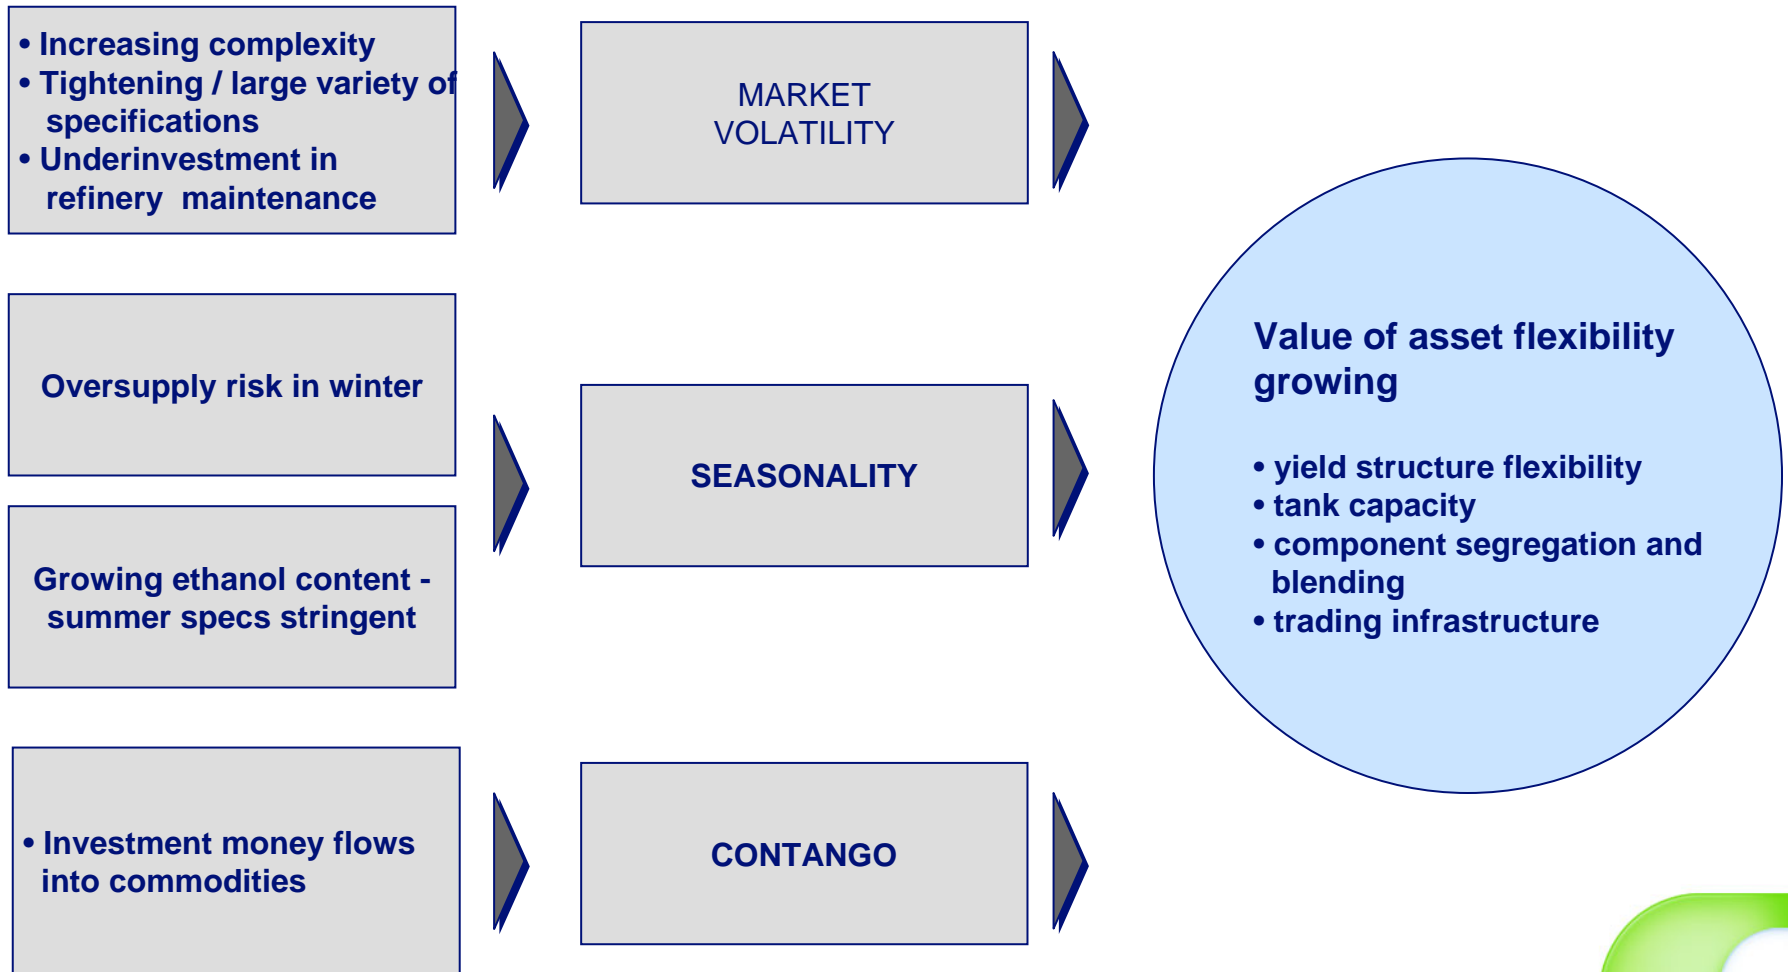 • Increasing complexity
• Tightening / large variety of
specifications
• Underinvestment in
refinery maintenance
MARKET
VOLATILITY
Oversupply risk in winter
Growing ethanol content -
summer specs stringent
SEASONALITY
• Investment money flows
into commodities
CONTANGO
Value of asset flexibility
growing
• yield structure flexibility
• tank capacity
• component segregation and
blending
• trading infrastructure